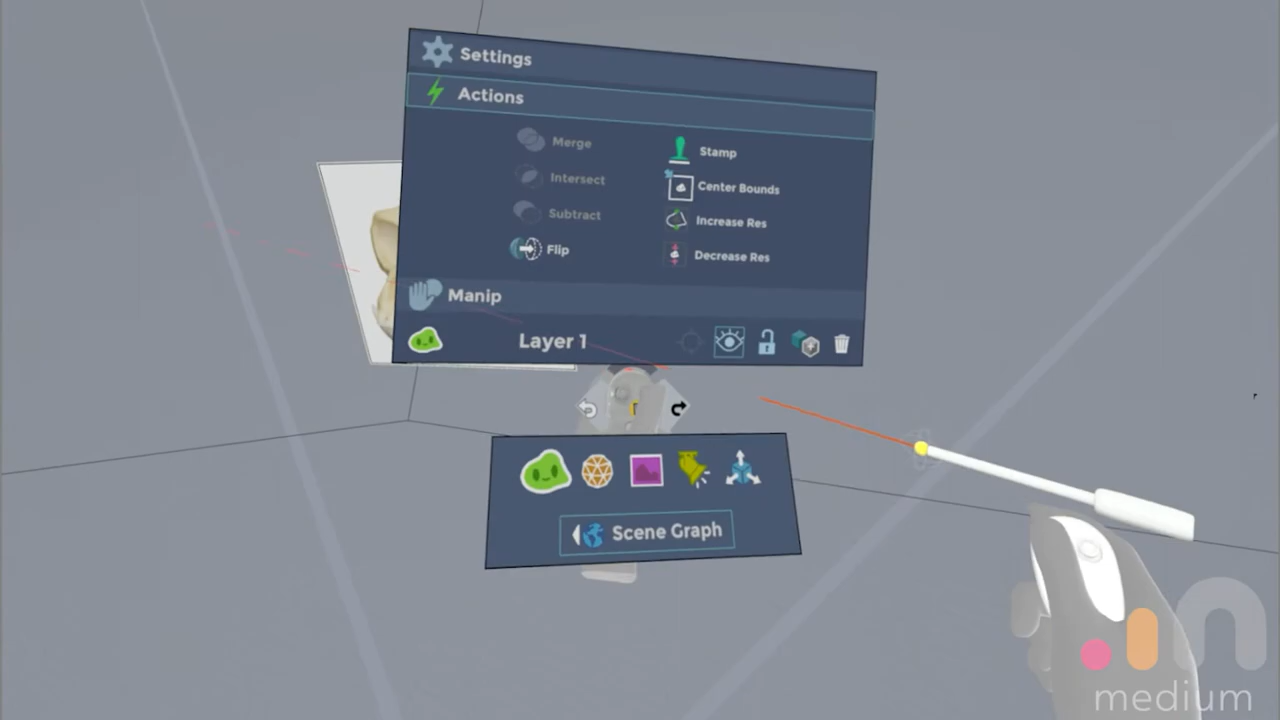 Settings
Actions
Merge
Stamp
Intersect
Center Bounds
Subtract
Increase Res
Flip
Decrease Res
Manip
Layer 1
Scene Graph
medium